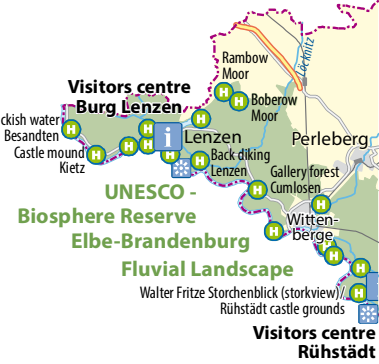 Rambow
Moor
Löcknitz
Visitors centre
Burg Lenzen
Boberow
Moor
ckish water
Besandten
Lenzen
Perleberg
Castle mound
Kietz
Back diking
Lenzen
Gallery forest
Cumlosen
UNESCO -
Biosphere Reserve
Elbe-Brandenburg
Fluvial Landscape
Witten-
berge
Walter Fritze Storchenblick (storkview)/
Rühstädt castle grounds
Visitors centre
Rühstädt